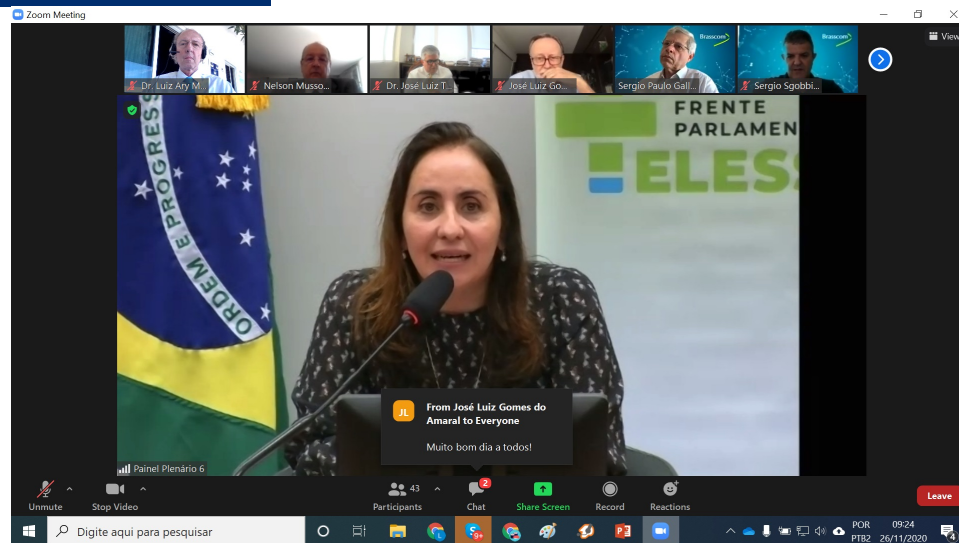 Zoom Meeting
View
Dr. Luiz Ary M...
Nelson Musso...
Dr. José Luiz T...
José Luiz Go...
Brasscom
Sergio Paulo Gall...
Brasscom
Sergio Sgobbi...
ORDEM E PROGRESS
FRENTE
PARLAMEN
ELESS
JL
From José Luiz Gomes do
Amaral to Everyone
Muito bom dia a todos!
Painel Plenário 6
Unmute
Stop Video
43
Participants
2
Chat
Share Screen
Record
Reactions
Leave
Digite aqui para pesquisar
9+
POR
PTB2
09:24
26/11/2020
4